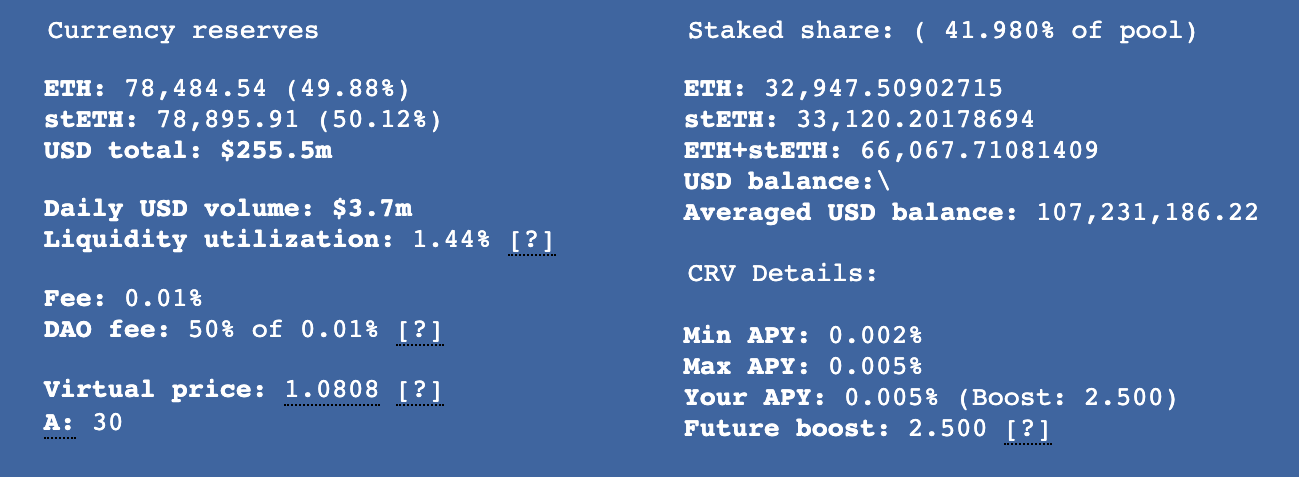 Currency reserves
ETH: 78,484.54 (49.88%)
stETH: 78,895.91 (50.12%)
USD total: $255.5m
Daily USD volume: $3.7m
Liquidity utilization: 1.44% [?]
Fee: 0.01%
DAO fee: 50% of 0.01% [?]
Virtual price: 1.0808 [?]
A: 30
Staked share: ( 41.980% of pool)
ETH: 32,947.50902715
stETH: 33,120.20178694
ETH+stETH: 66,067.71081409
USD balance:\
Averaged USD balance: 107,231,186.22
CRV Details:
Min APY: 0.002%
Max APY: 0.005%
Your APY: 0.005% (Boost: 2.500)
Future boost: 2.500 [?]